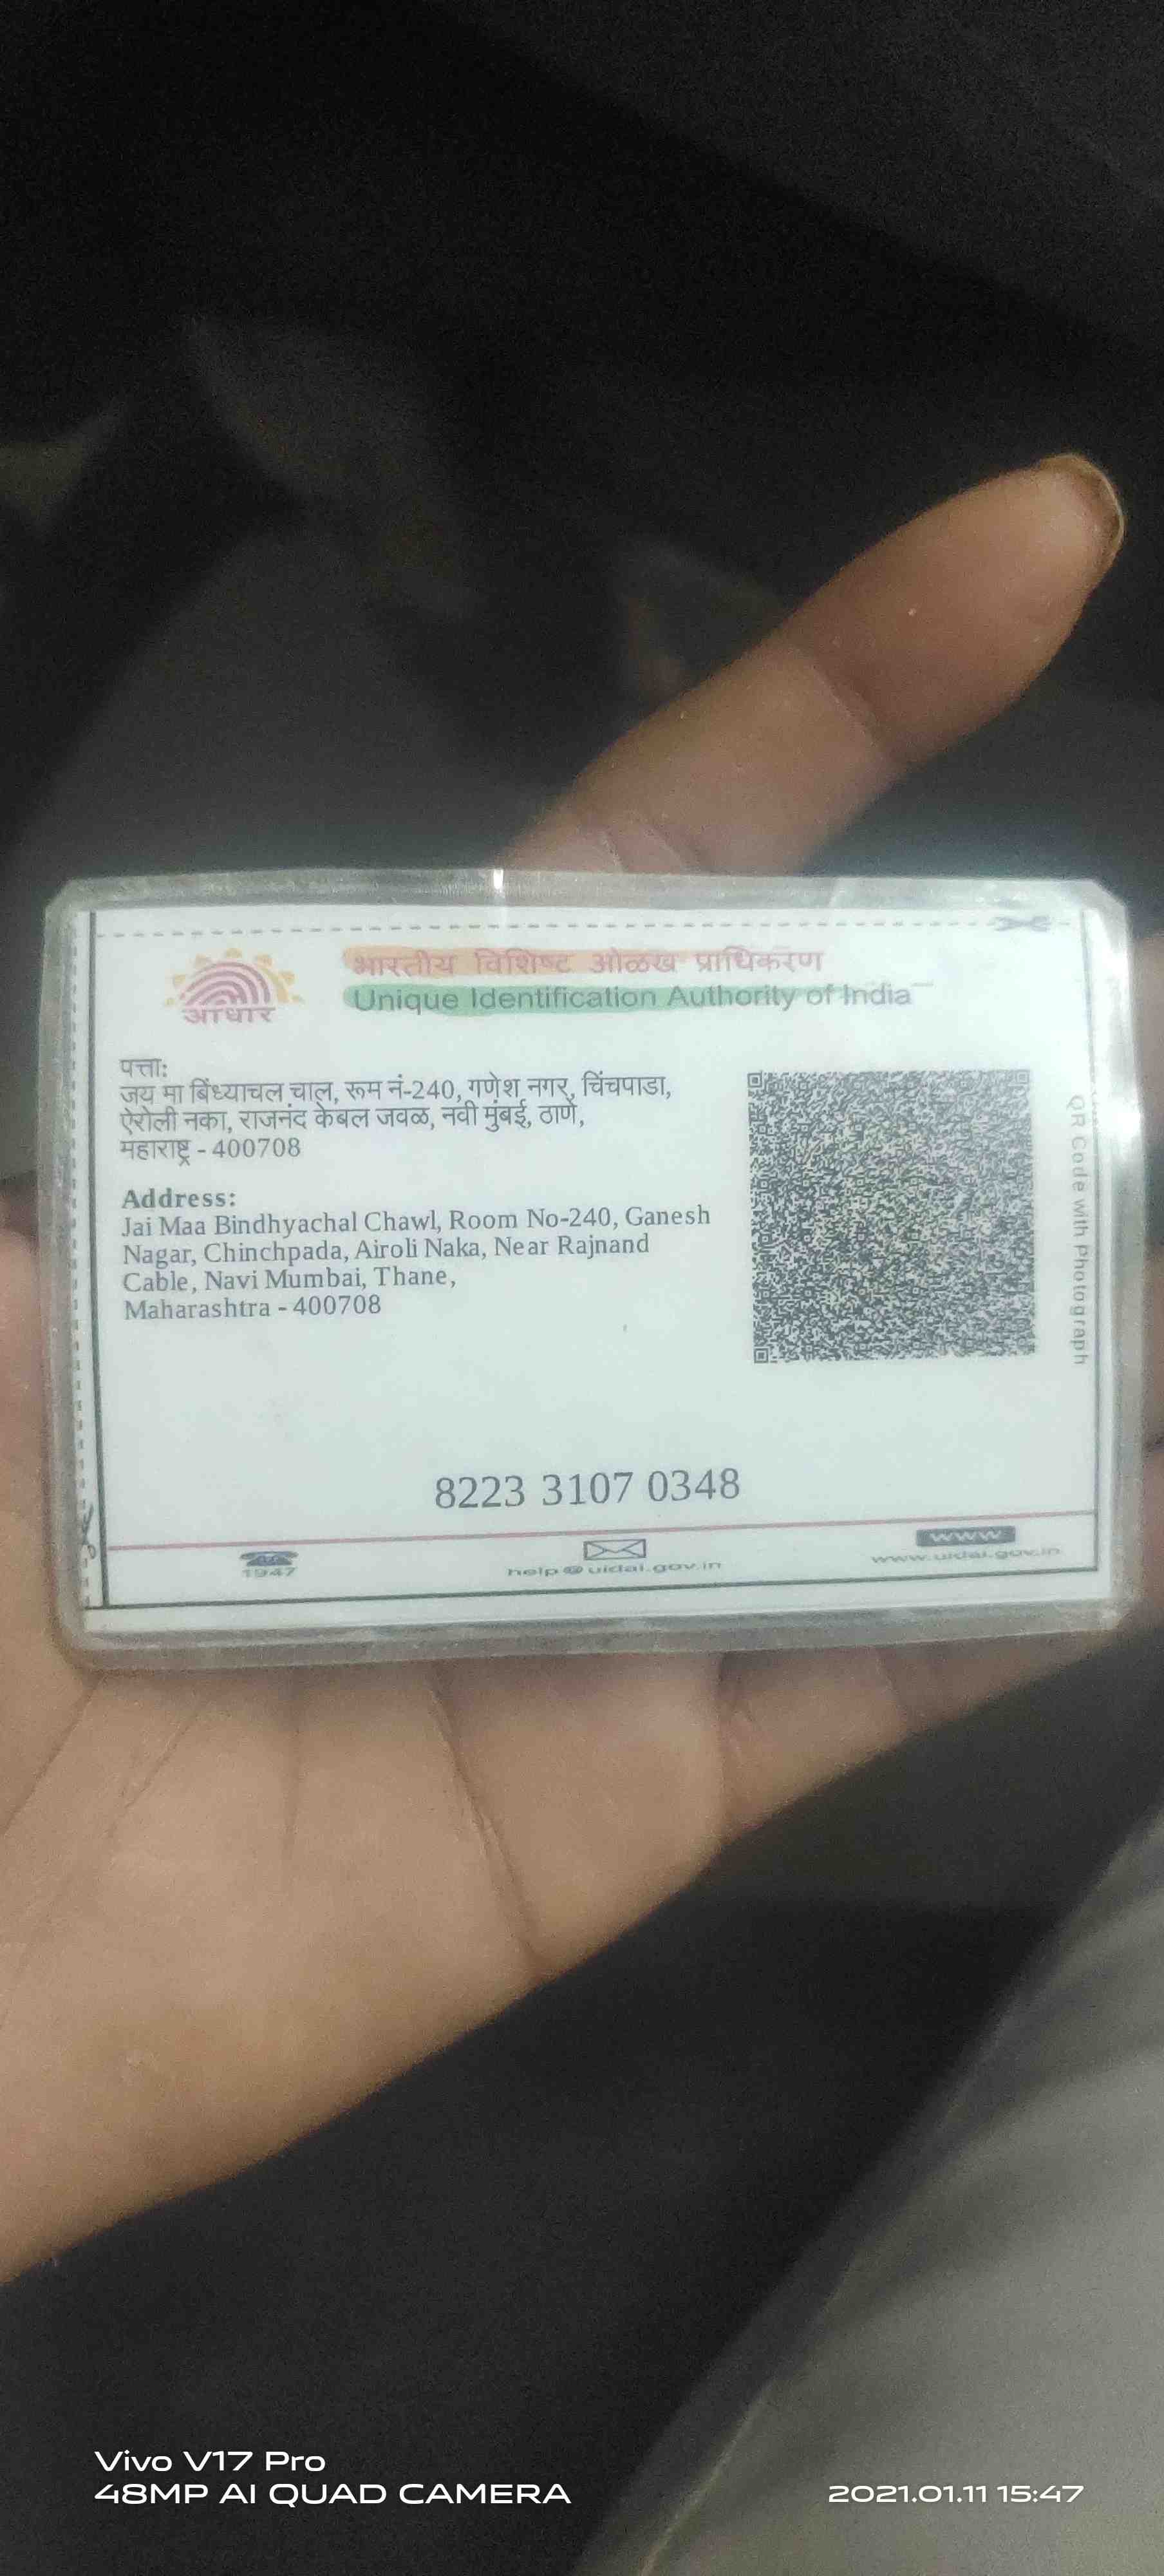 आधार
भारतीय विशिष्ट ओळख प्राधिकरण
Unique Identification Authority of India
पत्ता:
जय मा बिंध्याचल चाल, रूम नं-240, गणेश नगर, चिंचपाडा,
ऐरोली नका, राजनंद केबल जवळ, नवी मुंबई, ठाणे,
महाराष्ट्र - 400708
Address:
Jai Maa Bindhyachal Chawl, Room No-240, Ganesh
Nagar, Chinchpada, Airoli Naka, Near Rajnand
Cable, Navi Mumbai, Thane,
Maharashtra - 400708
QR Code with Photograph
8223 3107 0348
1947
help@uidai.gov.in
www
www.uidai.gov.in
Vivo V17 Pro
48MP AI QUAD CAMERA
2021.01.11 15:47